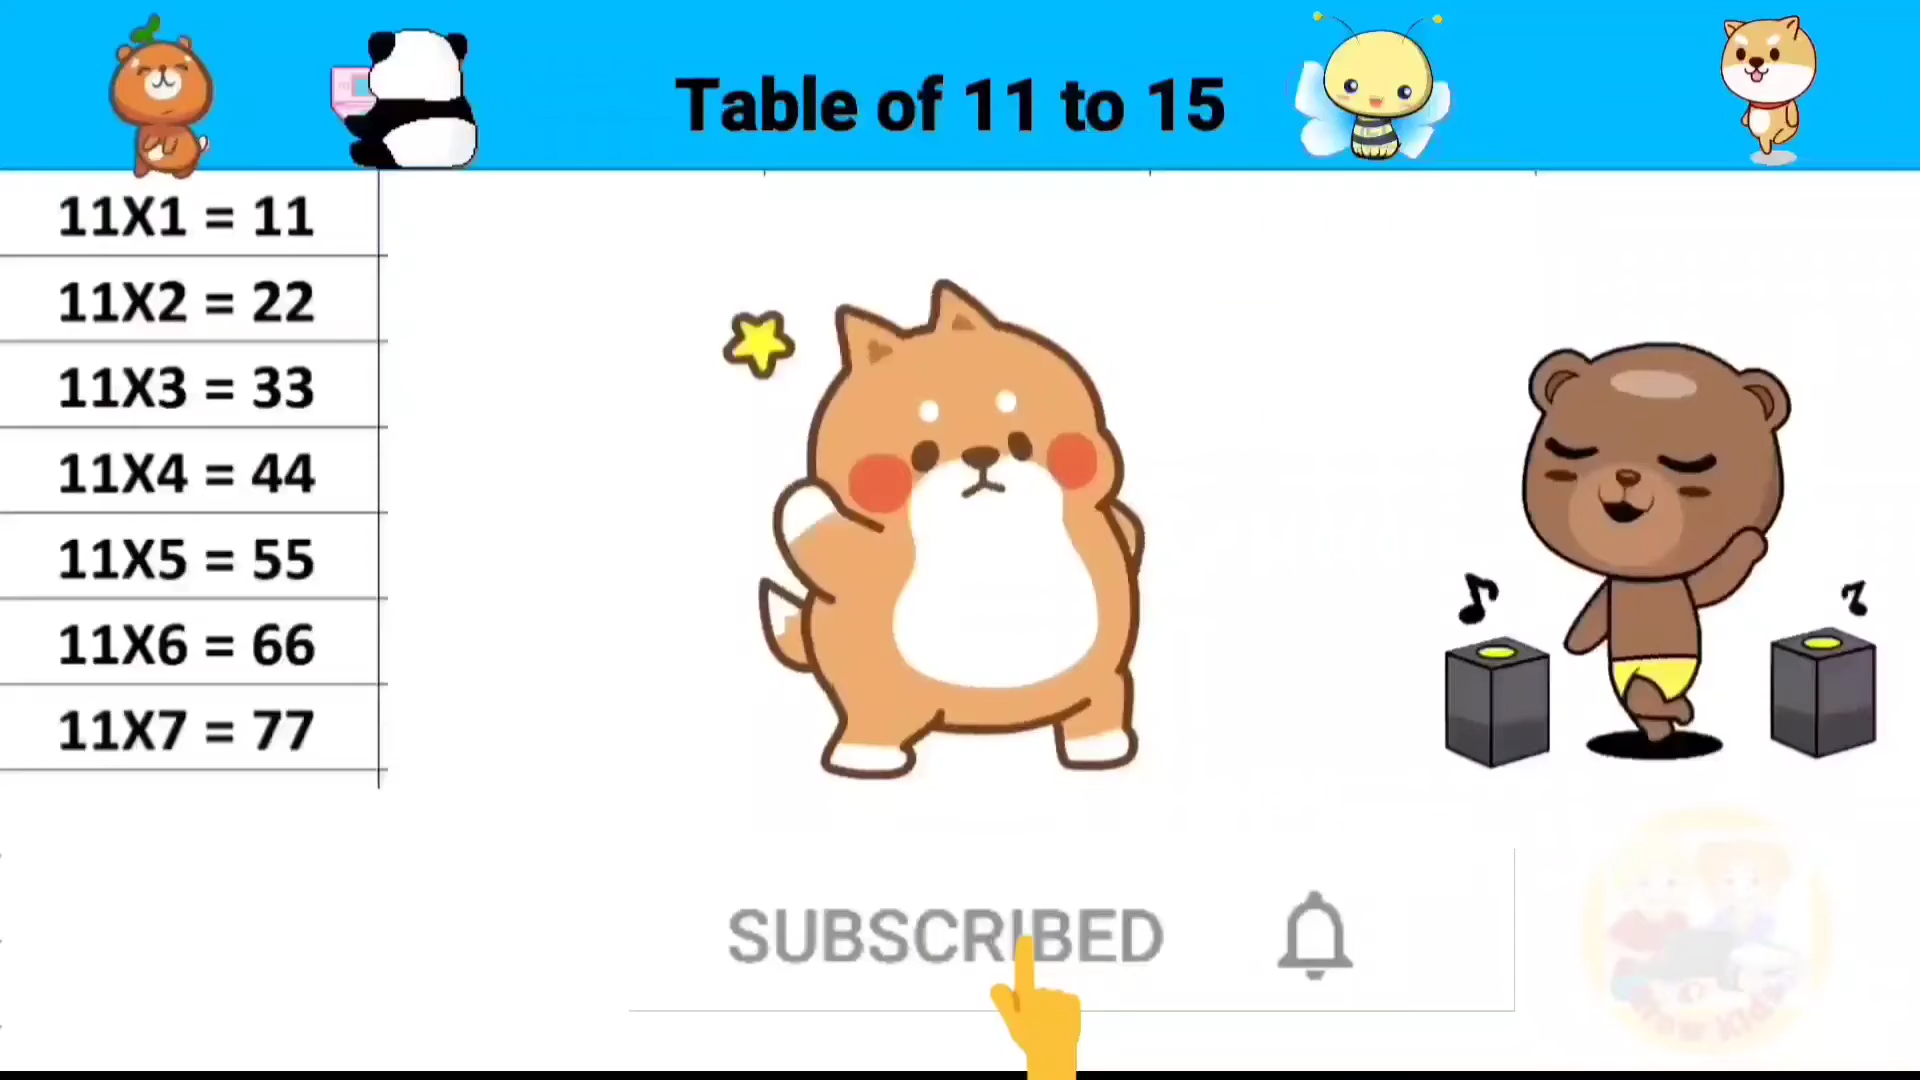 Table of 11 to 15
11X1 = 11
11X2 = 22
11X3 = 33
11X4 = 44
11X5 = 55
11X6 = 66
11X7 = 77
SUBSCRIBED